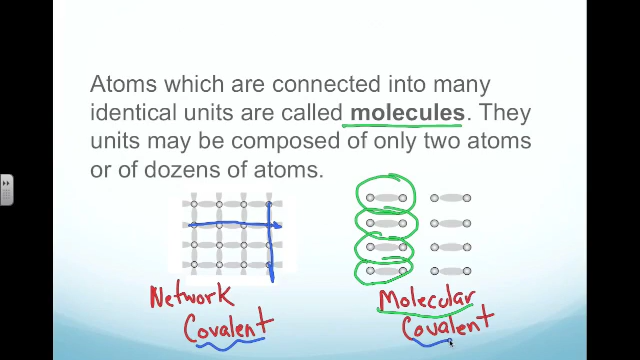 Atoms which are connected into many
identical units are called molecules. They
units may be composed of only two atoms
or of dozens of atoms.
Network
Covalent
Molecular
Covalent